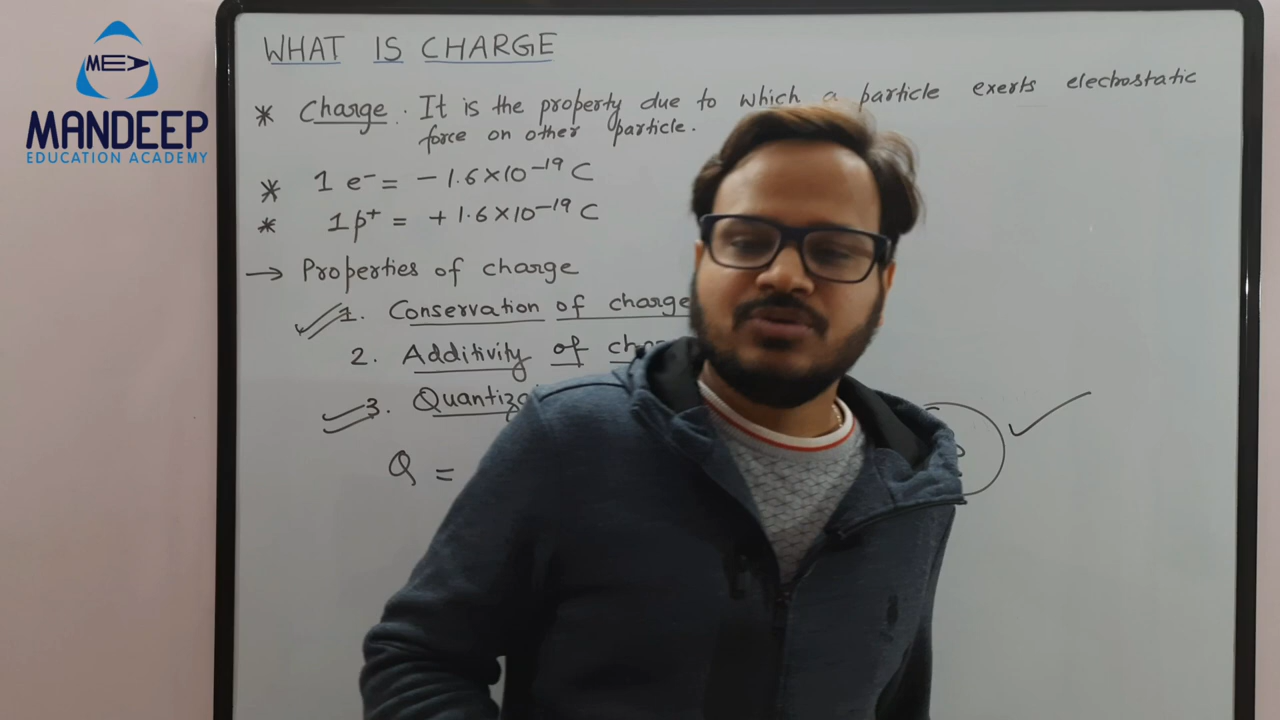 MEA
MANDEEP
EDUCATION ACADEMY
WHAT IS CHARGE
* Charge. It is the property due to which a particle exerts electrostatic
force on other particle.
* 1 e⁻ = -1.6×10⁻¹⁹ C
* 1p⁺ = +1.6×10⁻¹⁹ C
→ Properties of charge
1. Conservation of charge
2. Additivity of
3.
Q =